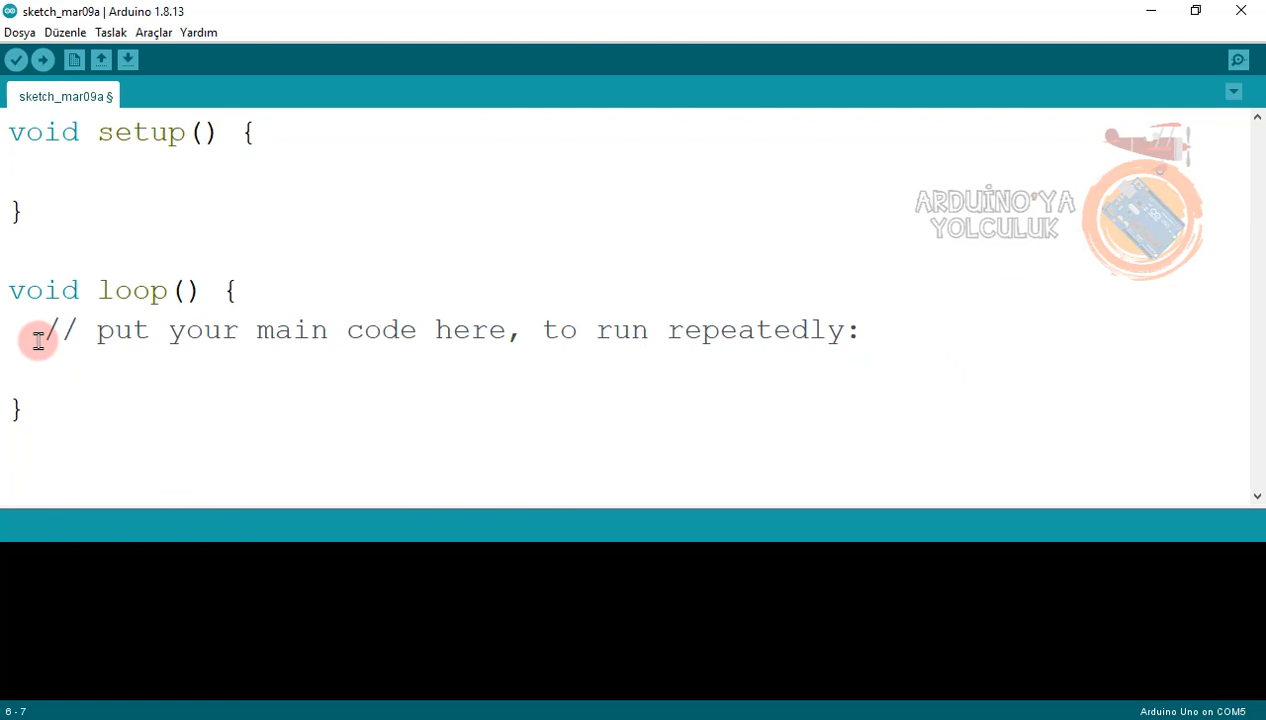 sketch_mar09a | Arduino 1.8.13
Dosya Düzenle Taslak Araçlar Yardım
sketch_mar09a §
void setup() {
}
ARDUİNO'YA
YOLCULUK
void loop() {
// put your main code here, to run repeatedly:
}
6 - 7
Arduino Uno on COM5